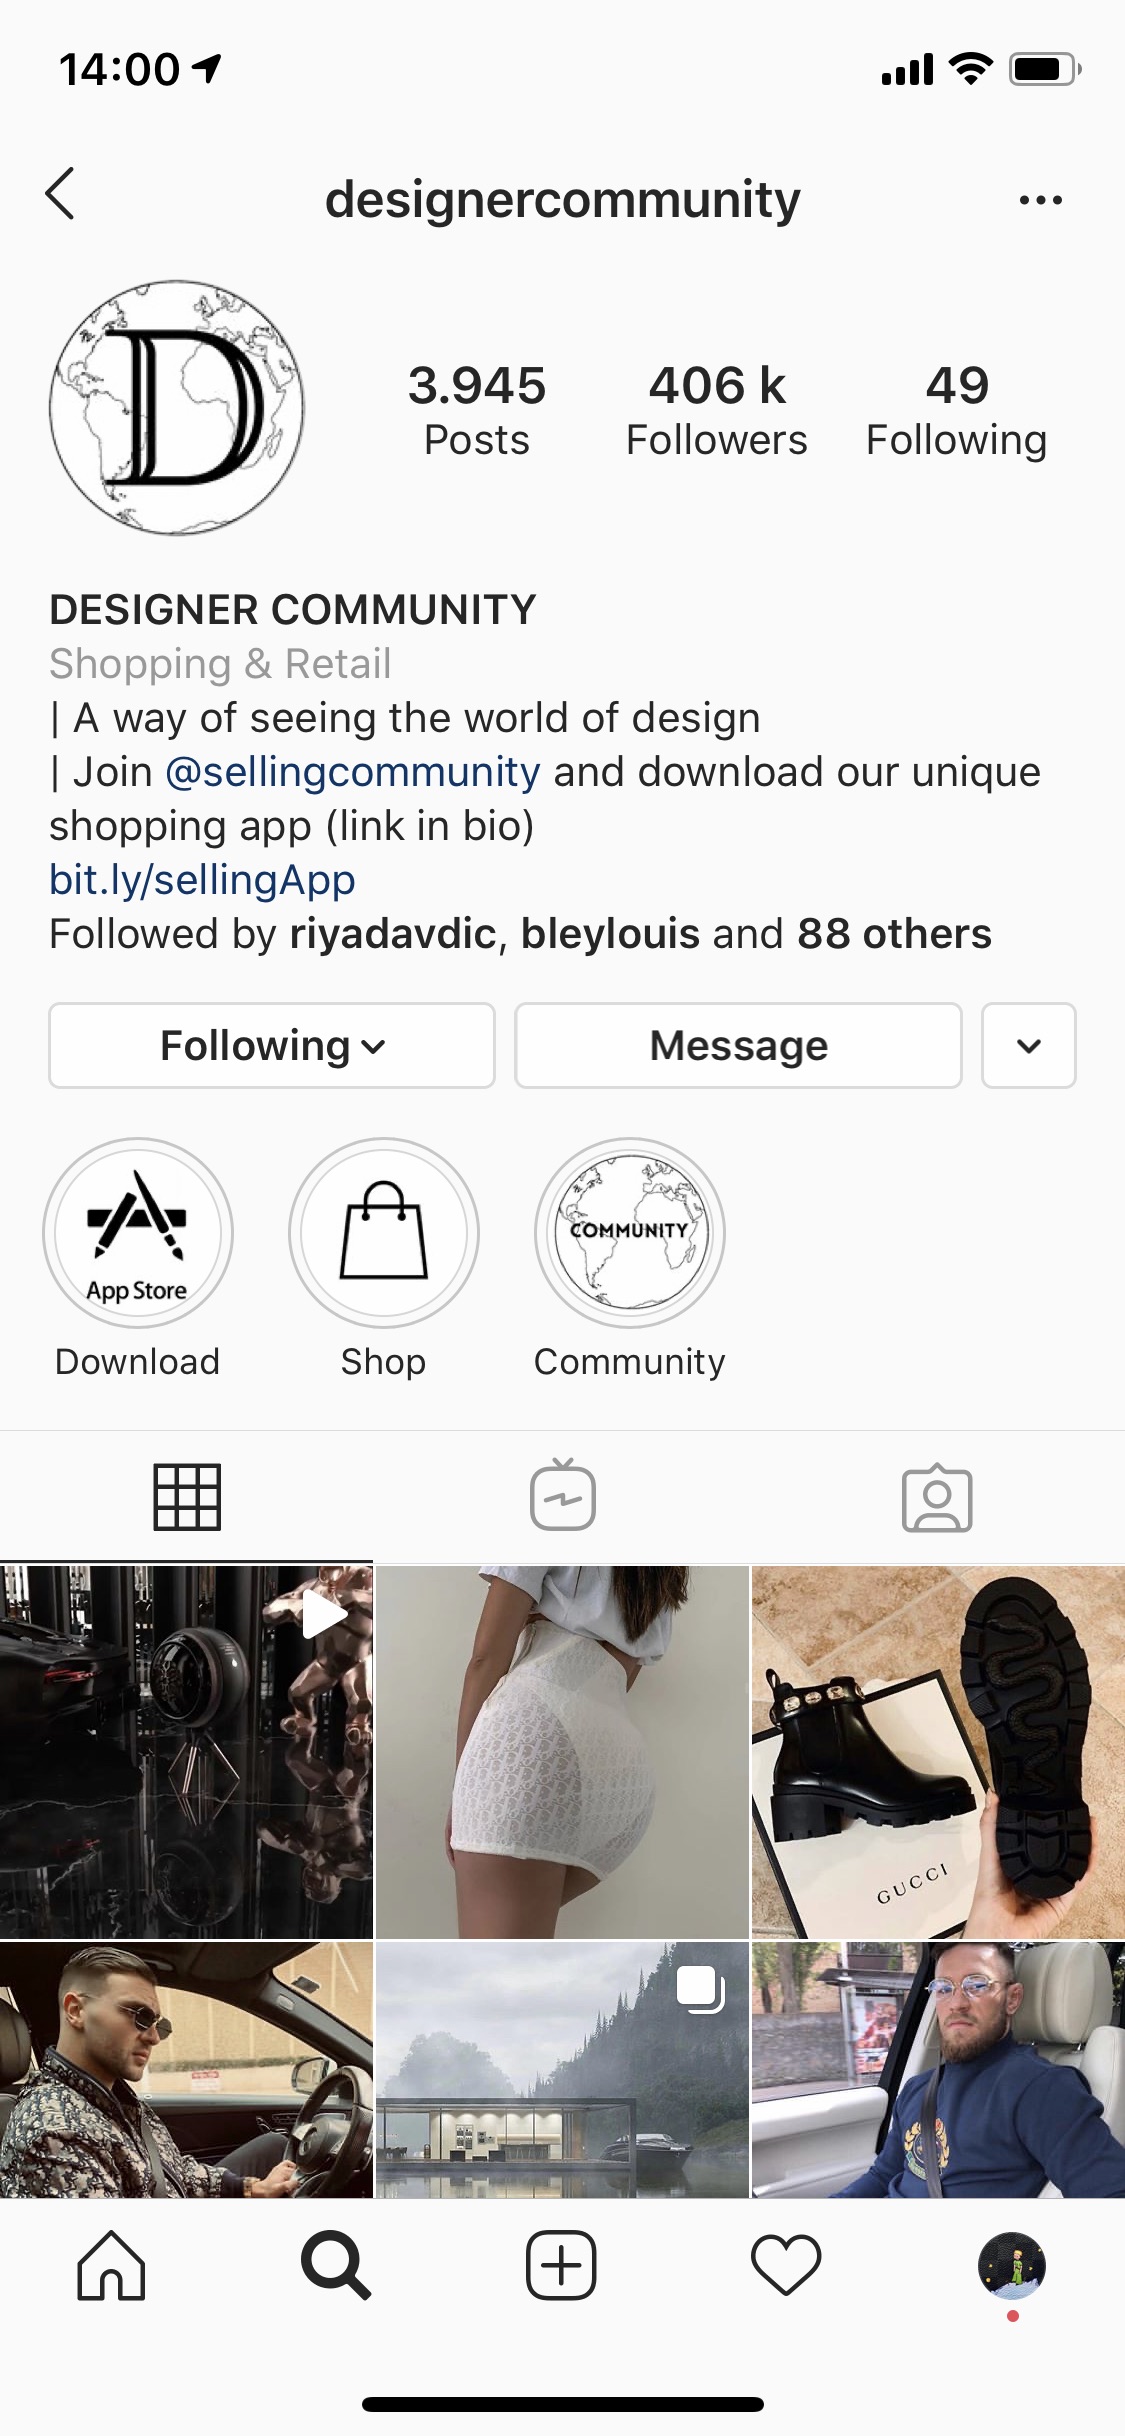 14:00
designercommunity
D
3.945
Posts
406 k
Followers
49
Following
DESIGNER COMMUNITY
Shopping & Retail
| A way of seeing the world of design
| Join @sellingcommunity and download our unique
shopping app (link in bio)
bit.ly/sellingApp
Followed by riyadavdic, bleylouis and 88 others
Following
Message
App Store
COMMUNITY
Download
Shop
Community
GUCCI